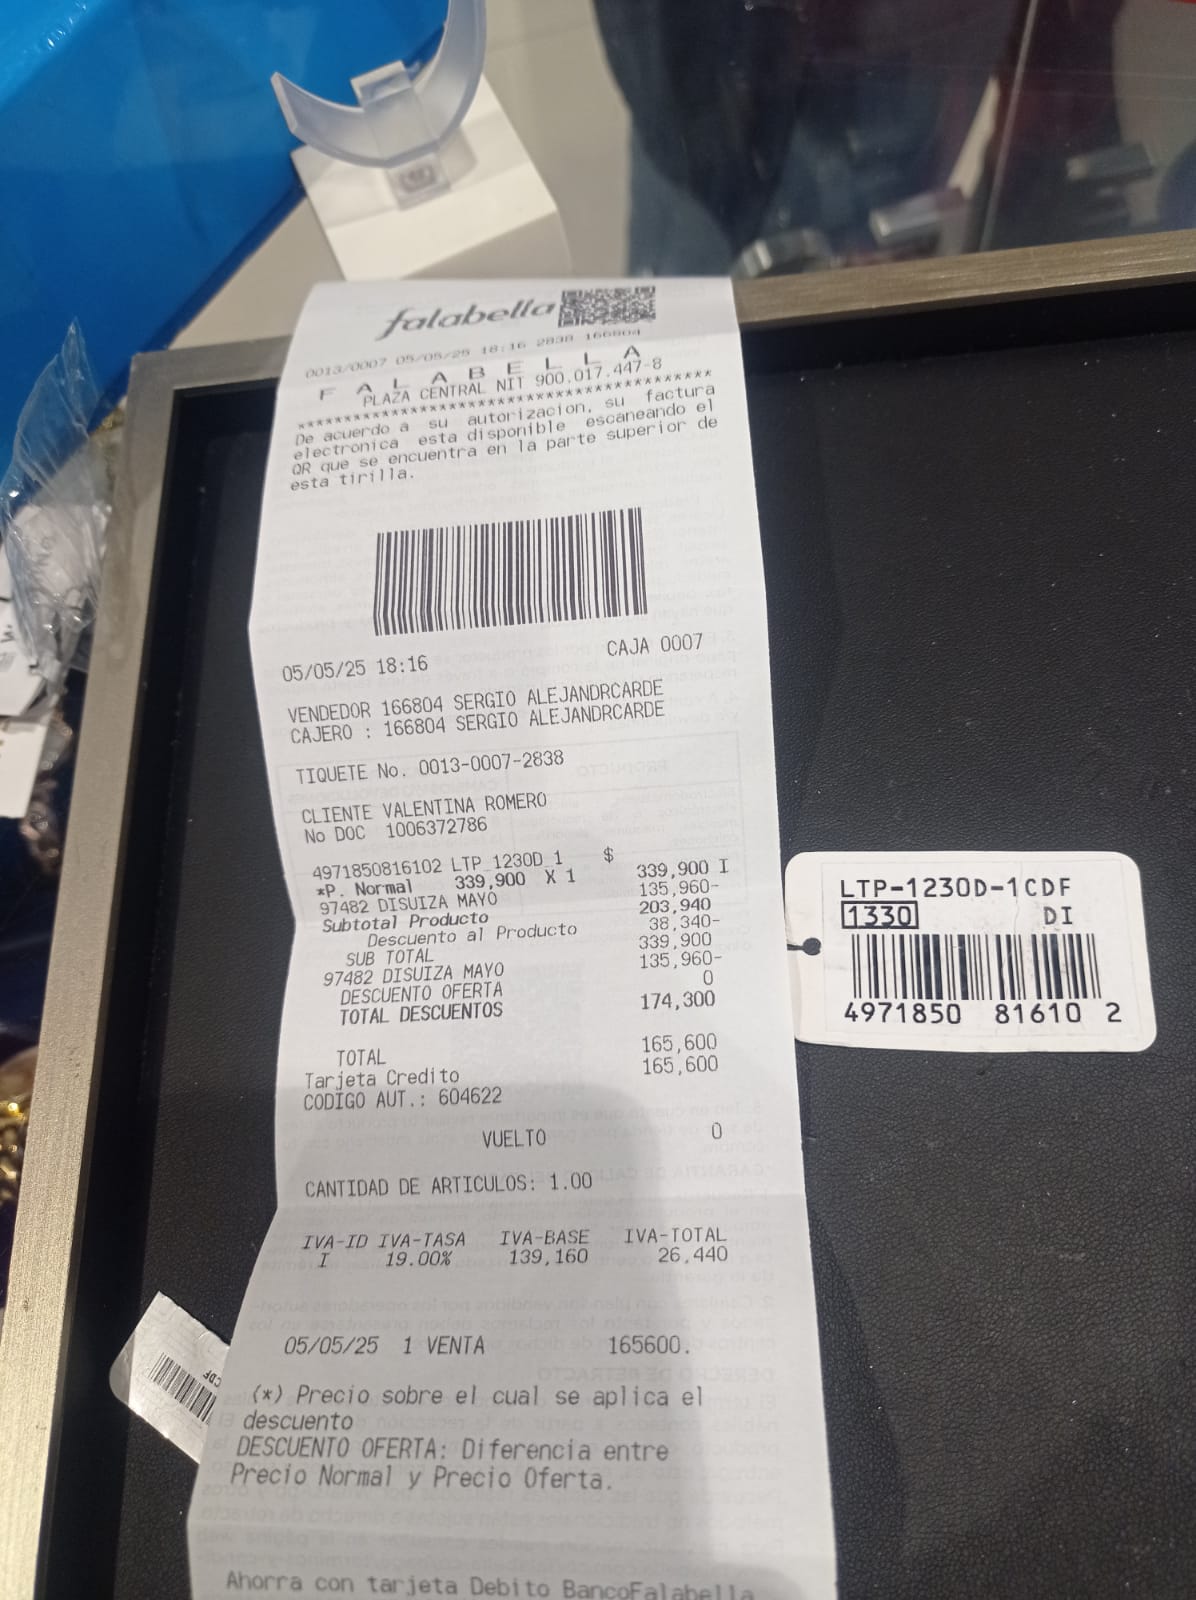 falabella
0013/0007 05/05/25 18:16 2838 166804
F A L A B E L L A
PLAZA CENTRAL NIT 900.017.447-8
De acuerdo a su autorizacion, su factura
electronica esta disponible escaneando el
QR que se encuentra en la parte superior de
esta tirilla.
05/05/25 18:16 CAJA 0007
VENDEDOR 166804 SERGIO ALEJANDRCARDE
CAJERO : 166804 SERGIO ALEJANDRCARDE
TIQUETE No. 0013-0007-2838
CLIENTE VALENTINA ROMERO
No DOC 1006372786
4971850816102 LTP 1230D 1 $
*P. Normal 339,900 X 1 339,900 I
97482 DISUIZA MAYO 135,960-
Subtotal Producto 203,940
Descuento al Producto 38,340-
SUB TOTAL 339,900
97482 DISUIZA MAYO 135,960-
DESCUENTO OFERTA 0
TOTAL DESCUENTOS 174,300
TOTAL 165,600
Tarjeta Credito 165,600
CODIGO AUT.: 604622
VUELTO 0
CANTIDAD DE ARTICULOS: 1.00
IVA-ID IVA-TASA IVA-BASE IVA-TOTAL
I 19.00% 139,160 26,440
05/05/25 1 VENTA 165600.
(*) Precio sobre el cual se aplica el
descuento
DESCUENTO OFERTA: Diferencia entre
Precio Normal y Precio Oferta.
Ahorra con tarjeta Debito BancoFalabella
LTP-1230D-1CDF
1330 DI
4971850 81610 2
CDF